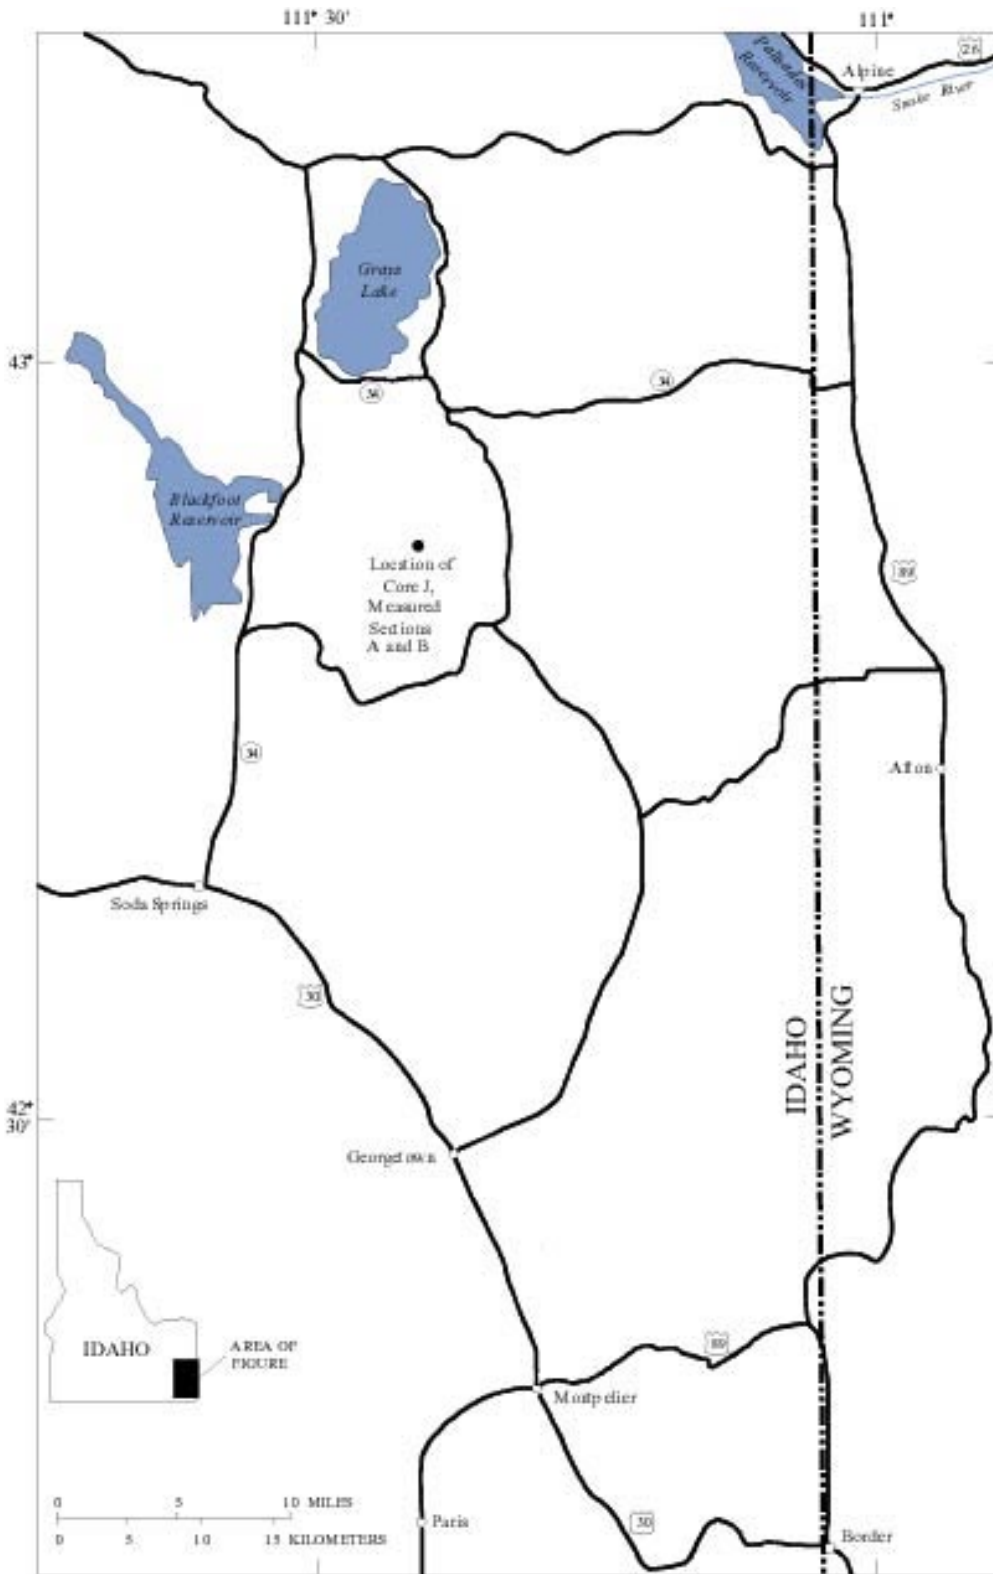 111° 30'
111°
26
Alpine
Palisades
Reservoir
Snake River
Grays
Lake
43°
34
34
Blackfoot
Reservoir
Location of
Core J,
Measured
Sections
A and B
89
34
Afton
Soda Springs
30
IDAHO
WYOMING
42°
30'
Georgetown
IDAHO
AREA OF
FIGURE
89
Montpelier
0 5 10 MILES
0 5 10 15 KILOMETERS
Paris
30
Border